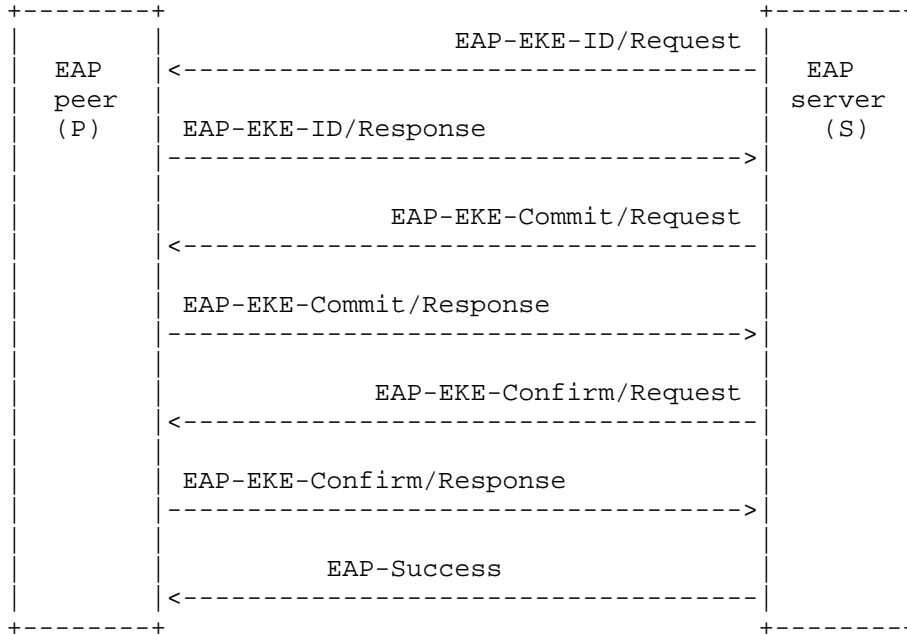 EAP-EKE-ID/Request
EAP EAP
peer server
(P) EAP-EKE-ID/Response (S)
EAP-EKE-Commit/Request
EAP-EKE-Commit/Response
EAP-EKE-Confirm/Request
EAP-EKE-Confirm/Response
EAP-Success